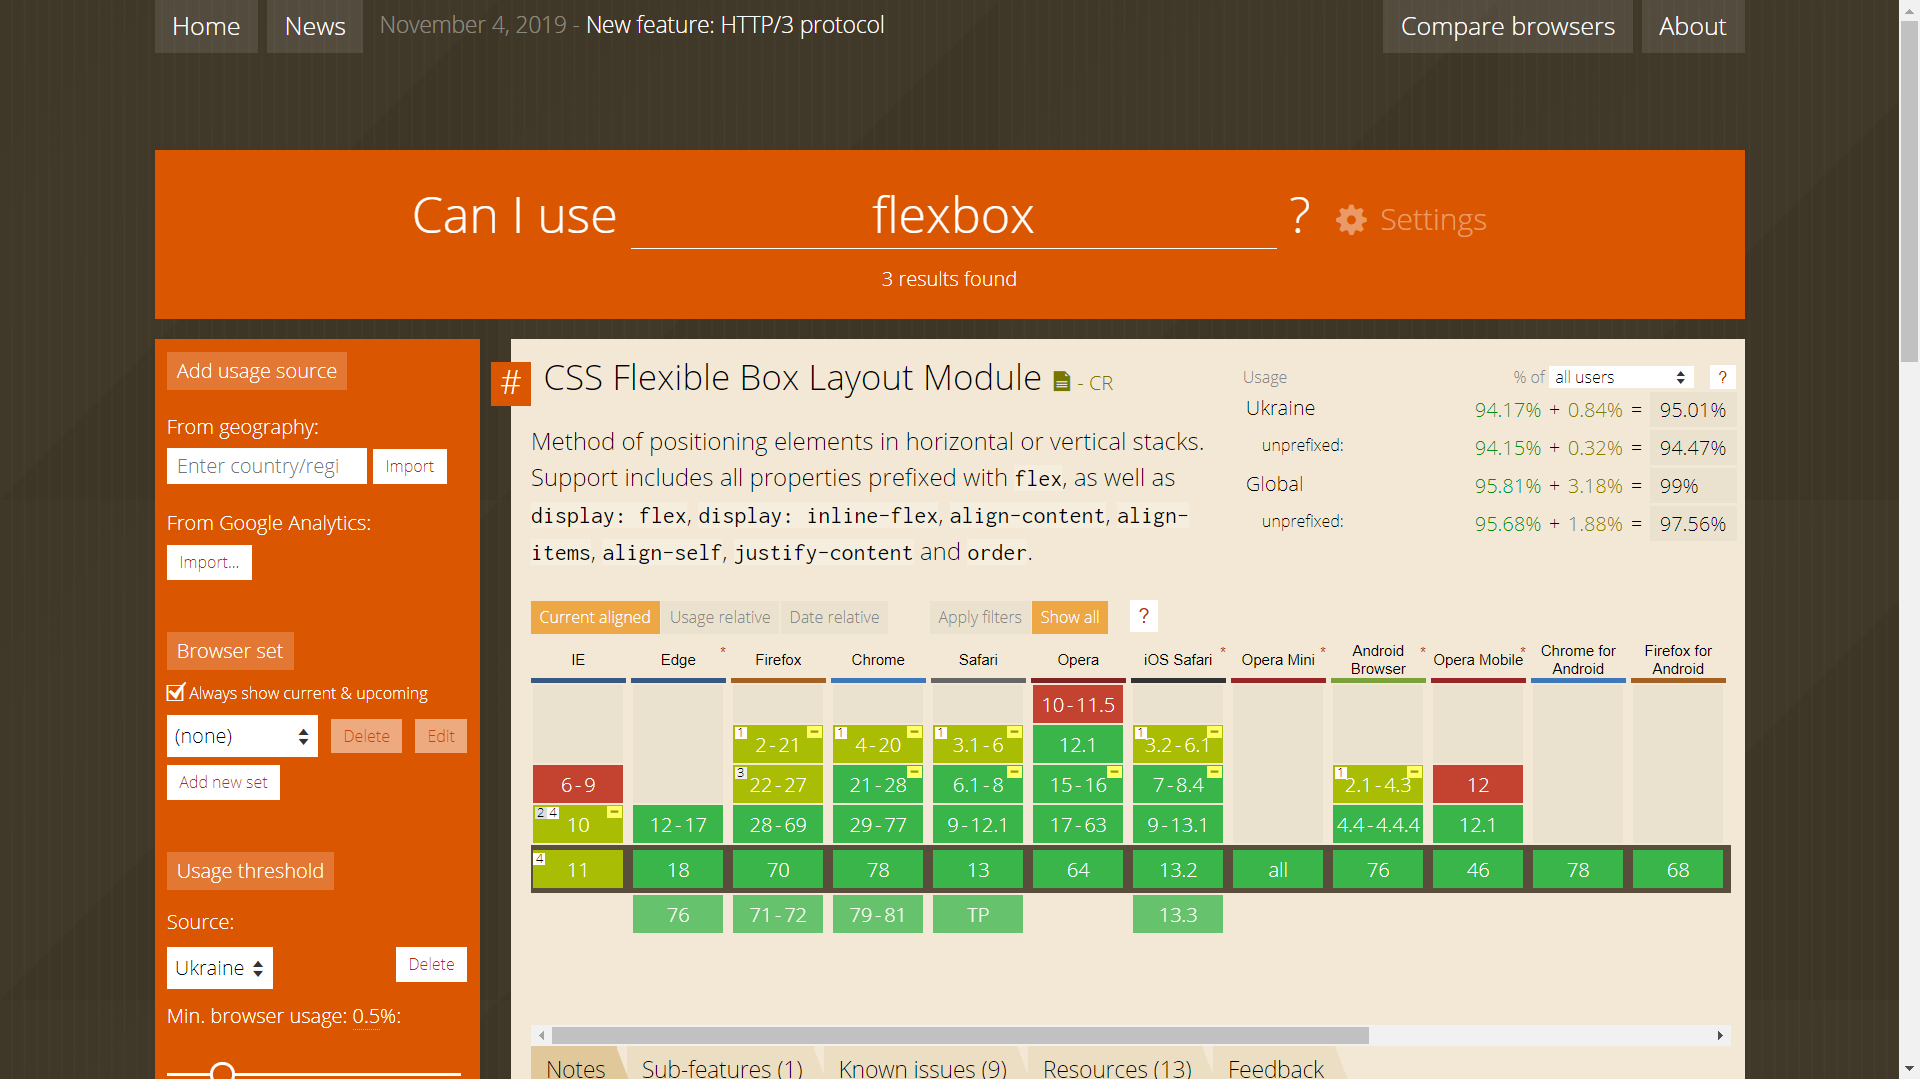 Home
News
November 4, 2019 - New feature: HTTP/3 protocol
Compare browsers
About
Can I use flexbox ? Settings
3 results found
Add usage source
From geography:
Enter country/regi
Import
From Google Analytics:
Import...
Browser set
Always show current & upcoming
(none)
Delete
Edit
Add new set
Usage threshold
Source:
Ukraine
Delete
Min. browser usage: 0.5%:
# CSS Flexible Box Layout Module - CR
Method of positioning elements in horizontal or vertical stacks.
Support includes all properties prefixed with flex, as well as
display: flex, display: inline-flex, align-content, align-
items, align-self, justify-content and order.
Usage % of all users ?
Ukraine 94.17% + 0.84% = 95.01%
unprefixed: 94.15% + 0.32% = 94.47%
Global 95.81% + 3.18% = 99%
unprefixed: 95.68% + 1.88% = 97.56%
Current aligned Usage relative Date relative Apply filters Show all ?
IE Edge * Firefox Chrome Safari Opera iOS Safari * Opera Mini * Android Browser * Opera Mobile * Chrome for Android Firefox for Android
10-11.5
1 2-21 1 4-20 1 3.1-6 12.1 1 3.2-6.1
6-9 3 22-27 21-28 6.1-8 15-16 7-8.4 1 2.1-4.3 12
2 4 10 12-17 28-69 29-77 9-12.1 17-63 9-13.1 4.4-4.4.4 12.1
4 11 18 70 78 13 64 13.2 all 76 46 78 68
76 71-72 79-81 TP 13.3
Notes Sub-features (1) Known issues (9) Resources (13) Feedback